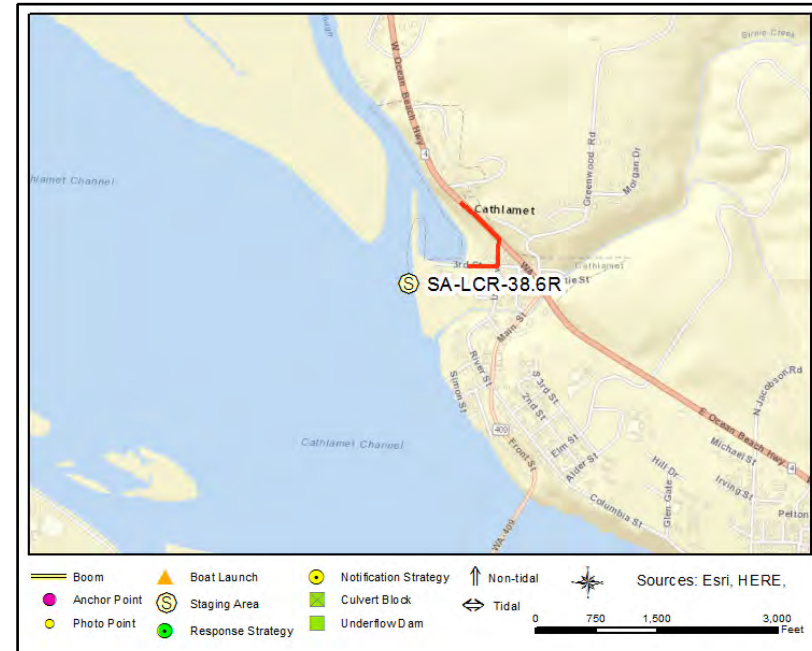 Birnie Creek
W Ocean Beach Hwy
4
Greenwood Rd
Morgan Dr
hlamet Channel
Cathlamet
3rd St
Cathlamet
S SA-LCR-38.6R
Main St
River St
Simon St
S 3rd St
2nd St
N Jacobson Rd
409
Elm St
E Ocean Beach Hwy
4
Cathlamet Channel
Front St
Alder St
Michael St
Hill Dr
Irving St
Glen Gate
Columbia St
Pelton
WA-409
Boom
Boat Launch
Notification Strategy
Non-tidal
Sources: Esri, HERE,
Anchor Point
S Staging Area
Culvert Block
Tidal
Photo Point
Response Strategy
Underflow Dam
0 750 1,500 3,000
Feet